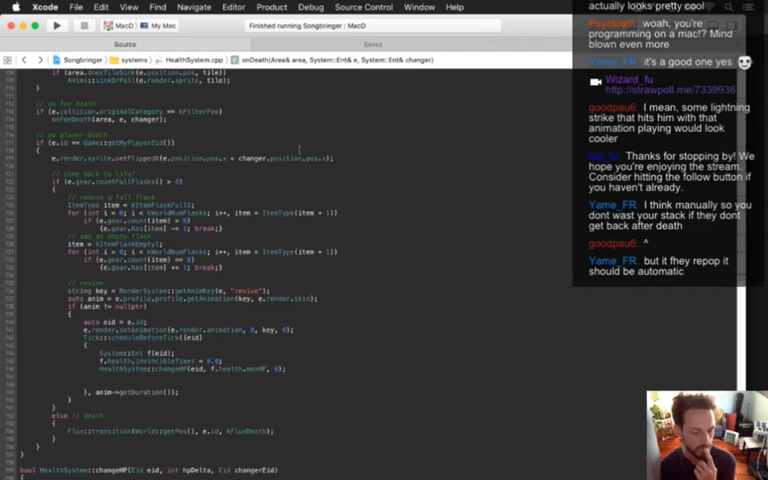 Xcode File Edit View Find Navigate Editor Product Debug Source Control Window Help
MacD My Mac
Finished running Songbringer : MacD
Source
Saves
Songbringer systems HealthSystem.cpp onDeath(Area& area, System::Ent& e, System::Ent& changer)
if (area.doesTileSink(e.position.pos, tile))
Anims::sinkOrFall(e.render.sprite, tile);
}
// on foe death
if (e.collision.originalCategory == kFilterFoe)
onFoeDeath(area, e, changer);
// on player death
if (e.id == Game::getMyPlayerEid())
{
e.render.sprite.setFlippedX(e.position.pos.x < changer.position.pos.x);
// come back to life?
if (e.gear.countFullFlasks() > 0)
{
// remove a full flask
ItemType item = kItemFlaskFull1;
for (int i = 0; i < kWorldNumFlasks; i++, item = ItemType(item + 1))
if (e.gear.count(item) > 0)
{e.gear.has[item] -= 1; break;}
// add an empty flask
item = kItemFlaskEmpty1;
for (int i = 0; i < kWorldNumFlasks; i++, item = ItemType(item + 1))
if (e.gear.count(item) == 0)
{e.gear.has[item] += 1; break;}
// revive
string key = RenderSystem::getAnimKey(e, "revive");
auto anim = e.profile.profile.getAnimation(key, e.render.skin);
if (anim != nullptr)
{
auto eid = e.id;
e.render.setAnimation(e.render.animation, 0, key, 0);
Tick::scheduleBeforeTick([eid]
{
System::Ent f(eid);
f.health.invincibleTimer = 0.0;
HealthSystem::changeHP(eid, f.health.maxHP, 0);
}, anim->getDuration());
}
}
else // death
{
Flux::transition(World::getPos(), e.id, kFluxDeath);
}
}
}
bool HealthSystem::changeHP(Eid eid, int hpDelta, Eid changerEid)
{
actually looks pretty cool
woah, you're
programming on a mac!? Mind
blown even more
Yame_FR: it's a good one yes
Wizard_fu
http://strawpoll.me/7339936
goodpau6 I mean, some lightning
strike that hits him with that
animation playing would look
cooler
Thanks for stopping by! We
hope you're enjoying the stream.
Consider hitting the follow button if
you haven't already.
Yame_FR: I think manually so you
dont wast your stack if they dont
get back after death
goodpau6 ^
Yame_FR: but it fhey repop it
should be automatic